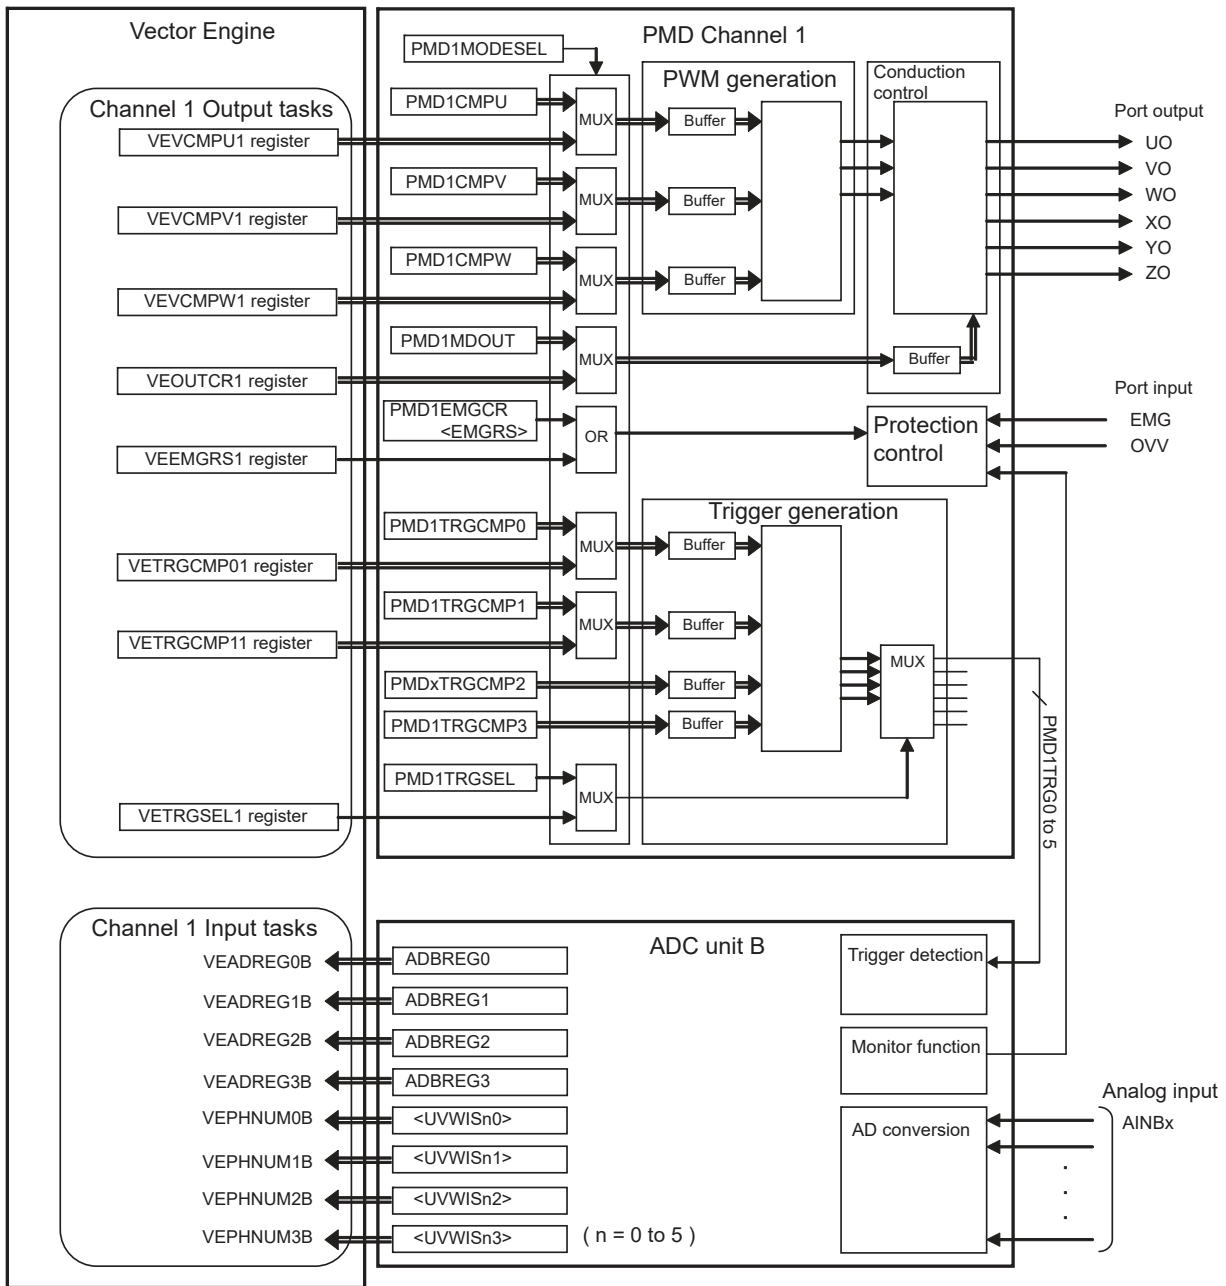 Vector Engine
PMD Channel 1
PMD1MODESEL
PWM generation
Conduction
control
Channel 1 Output tasks
PMD1CMPU
MUX
Buffer
Port output
VEVCMPU1 register
UO
VO
WO
XO
YO
ZO
PMD1CMPV
MUX
Buffer
VEVCMPV1 register
PMD1CMPW
MUX
Buffer
VEVCMPW1 register
PMD1MDOUT
MUX
Buffer
VEOUTCR1 register
Port input
PMD1EMGCR
<EMGRS>
OR
Protection
control
EMG
OVV
VEEMGRS1 register
Trigger generation
PMD1TRGCMP0
MUX
Buffer
VETRGCMP01 register
PMD1TRGCMP1
MUX
Buffer
VETRGCMP11 register
MUX
PMDxTRGCMP2
Buffer
PMD1TRGCMP3
Buffer
PMD1TRG0 to 5
PMD1TRGSEL
MUX
VETRGSEL1 register
Channel 1 Input tasks
ADC unit B
VEADREG0B
ADBREG0
Trigger detection
VEADREG1B
ADBREG1
VEADREG2B
ADBREG2
Monitor function
VEADREG3B
ADBREG3
Analog input
VEPHNUM0B
<UVWISn0>
AD conversion
AINBx
VEPHNUM1B
<UVWISn1>
VEPHNUM2B
<UVWISn2>
VEPHNUM3B
<UVWISn3>
( n = 0 to 5 )